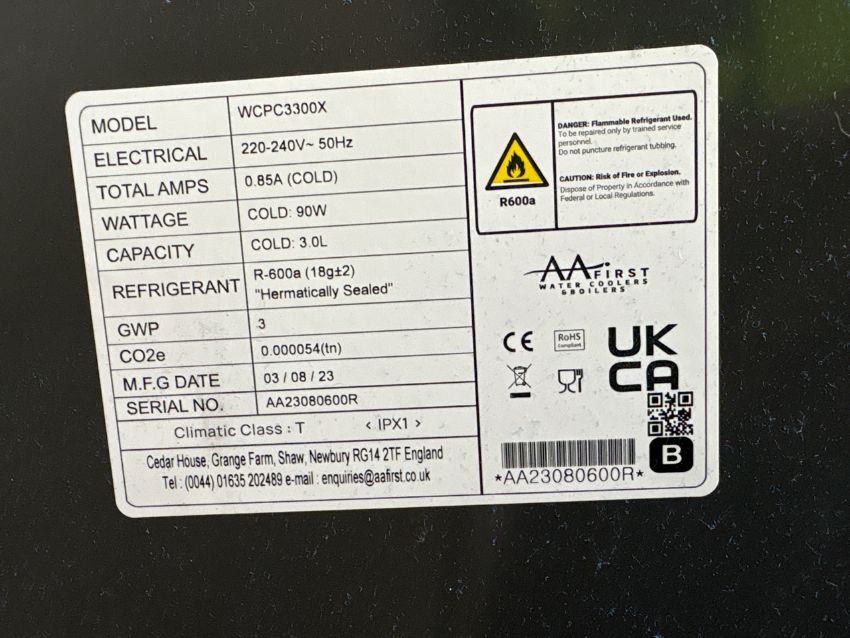 MODEL WCPC3300X
ELECTRICAL 220-240V~ 50Hz
TOTAL AMPS 0.85A (COLD)
WATTAGE COLD: 90W
CAPACITY COLD: 3.0L
REFRIGERANT R-600a (18g±2)
"Hermatically Sealed"
GWP 3
CO2e 0.000054(tn)
M.F.G DATE 03 / 08 / 23
SERIAL NO. AA23080600R
Climatic Class : T < IPX1 >
Cedar House, Grange Farm, Shaw, Newbury RG14 2TF England
Tel : (0044) 01635 202489 e-mail : enquiries@aafirst.co.uk
R600a
DANGER: Flammable Refrigerant Used.
To be repaired only by trained service
personnel.
Do not puncture refrigerant tubbing.
CAUTION: Risk of Fire or Explosion.
Dispose of Property in Accordance with
Federal or Local Regulations.
AA FIRST
WATER COOLERS
& BOILERS
CE
RoHS
Compliant
UK
CA
B
*AA23080600R*